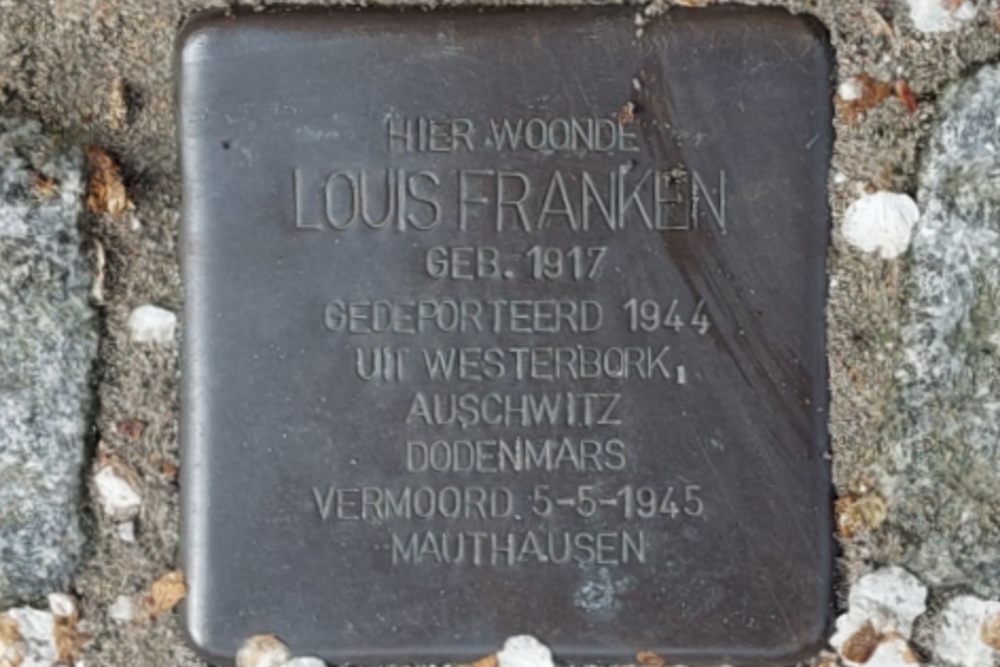 HIER WOONDE
LOUIS FRANKEN
GEB. 1917
GEDEPORTEERD 1944
UIT WESTERBORK,
AUSCHWITZ
DODENMARS
VERMOORD 5-5-1945
MAUTHAUSEN